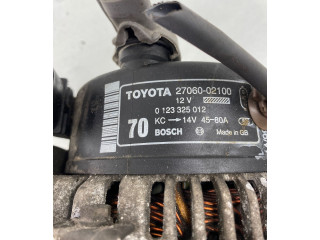 TOYOTA 27060-02100
12 V
0 123 325 012
KC → 14V 45-80A
70 BOSCH Made in GB